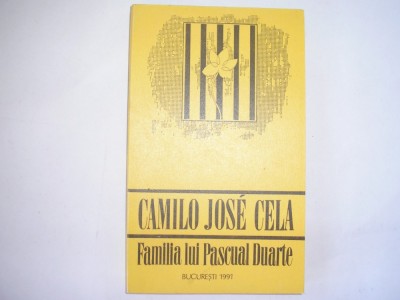 CAMILO JOSÉ CELA
Familia lui Pascual Duarte
BUCUREŞTI 1991